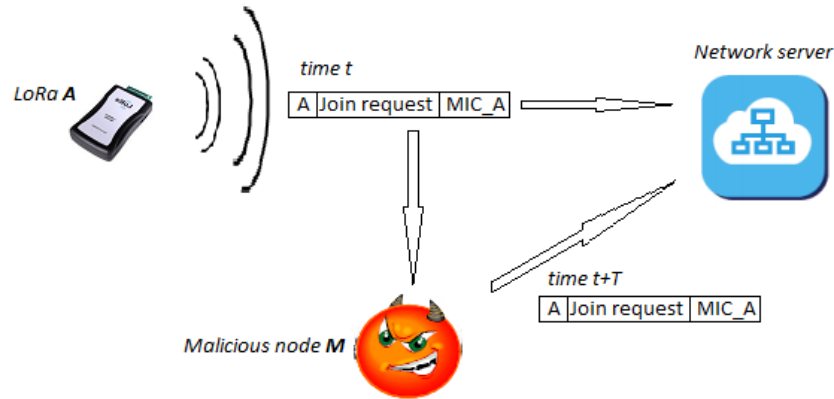 Network server
time t
LoRa A
A Join request MIC_A
time t+T
A Join request MIC_A
Malicious node M